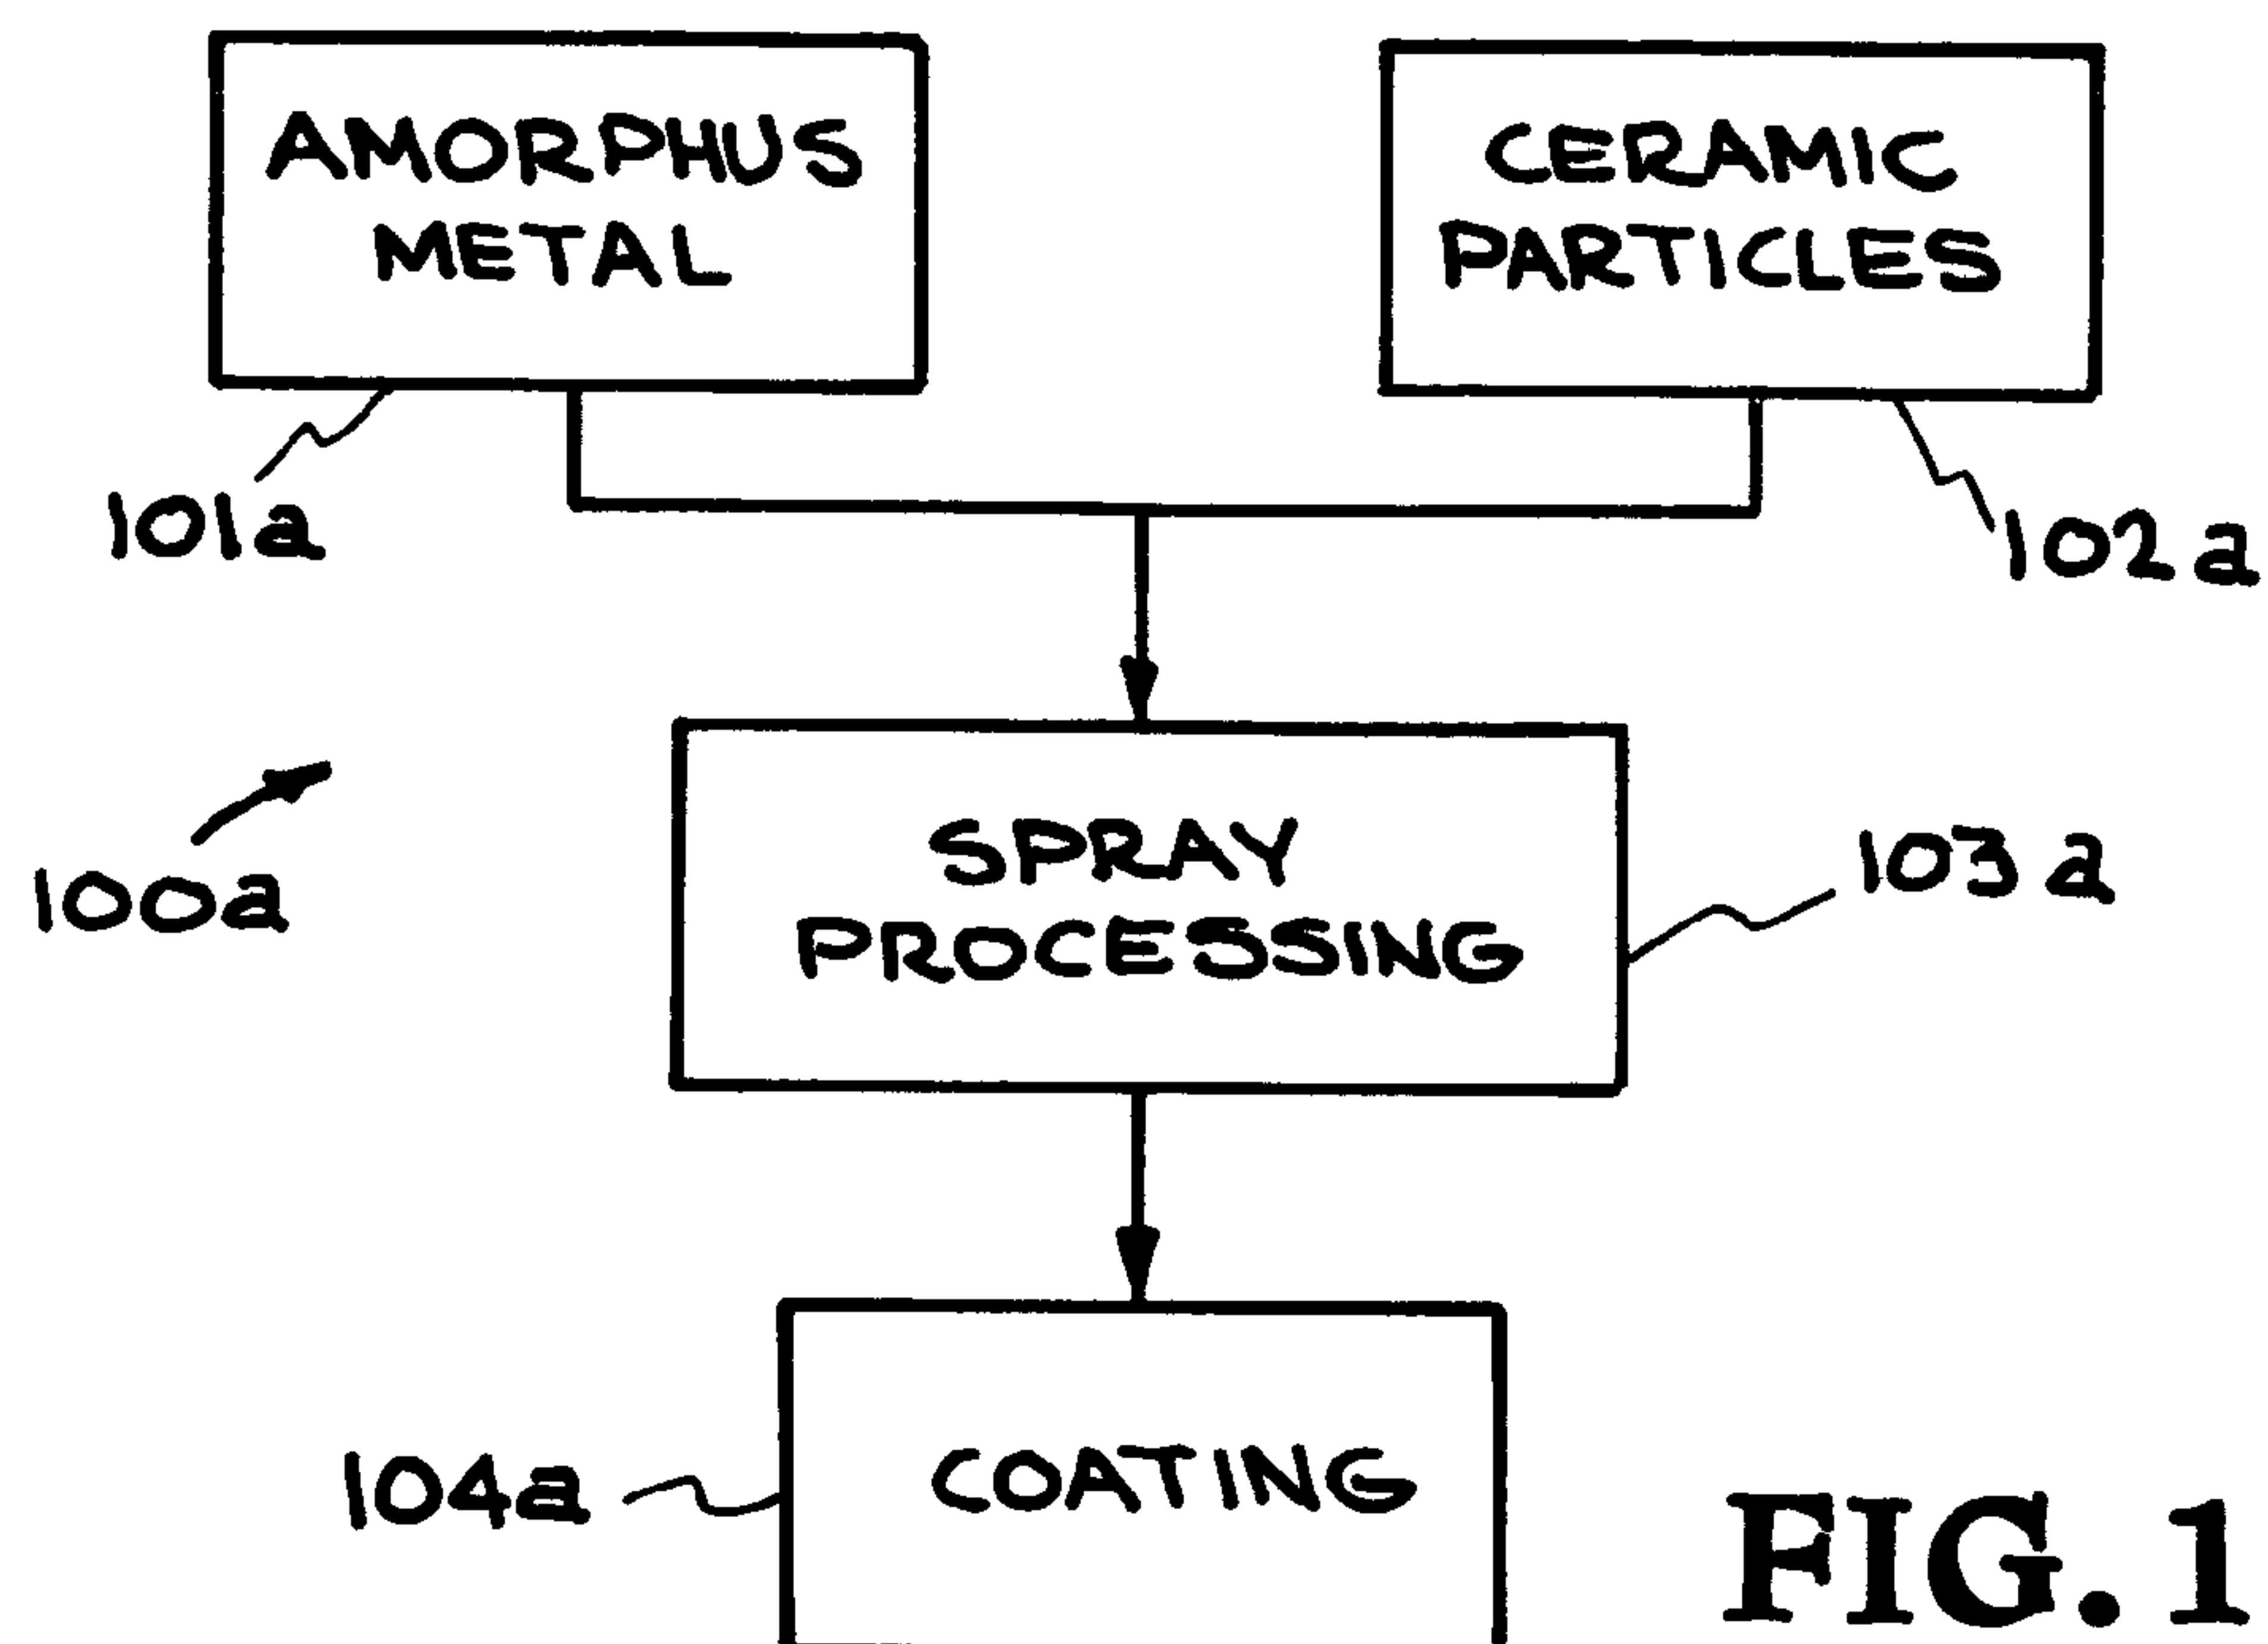 AMORPHUS
METAL
CERAMIC
PARTICLES
101a
102a
SPRAY
PROCESSING
100a
103a
COATING
104a
FIG. 1